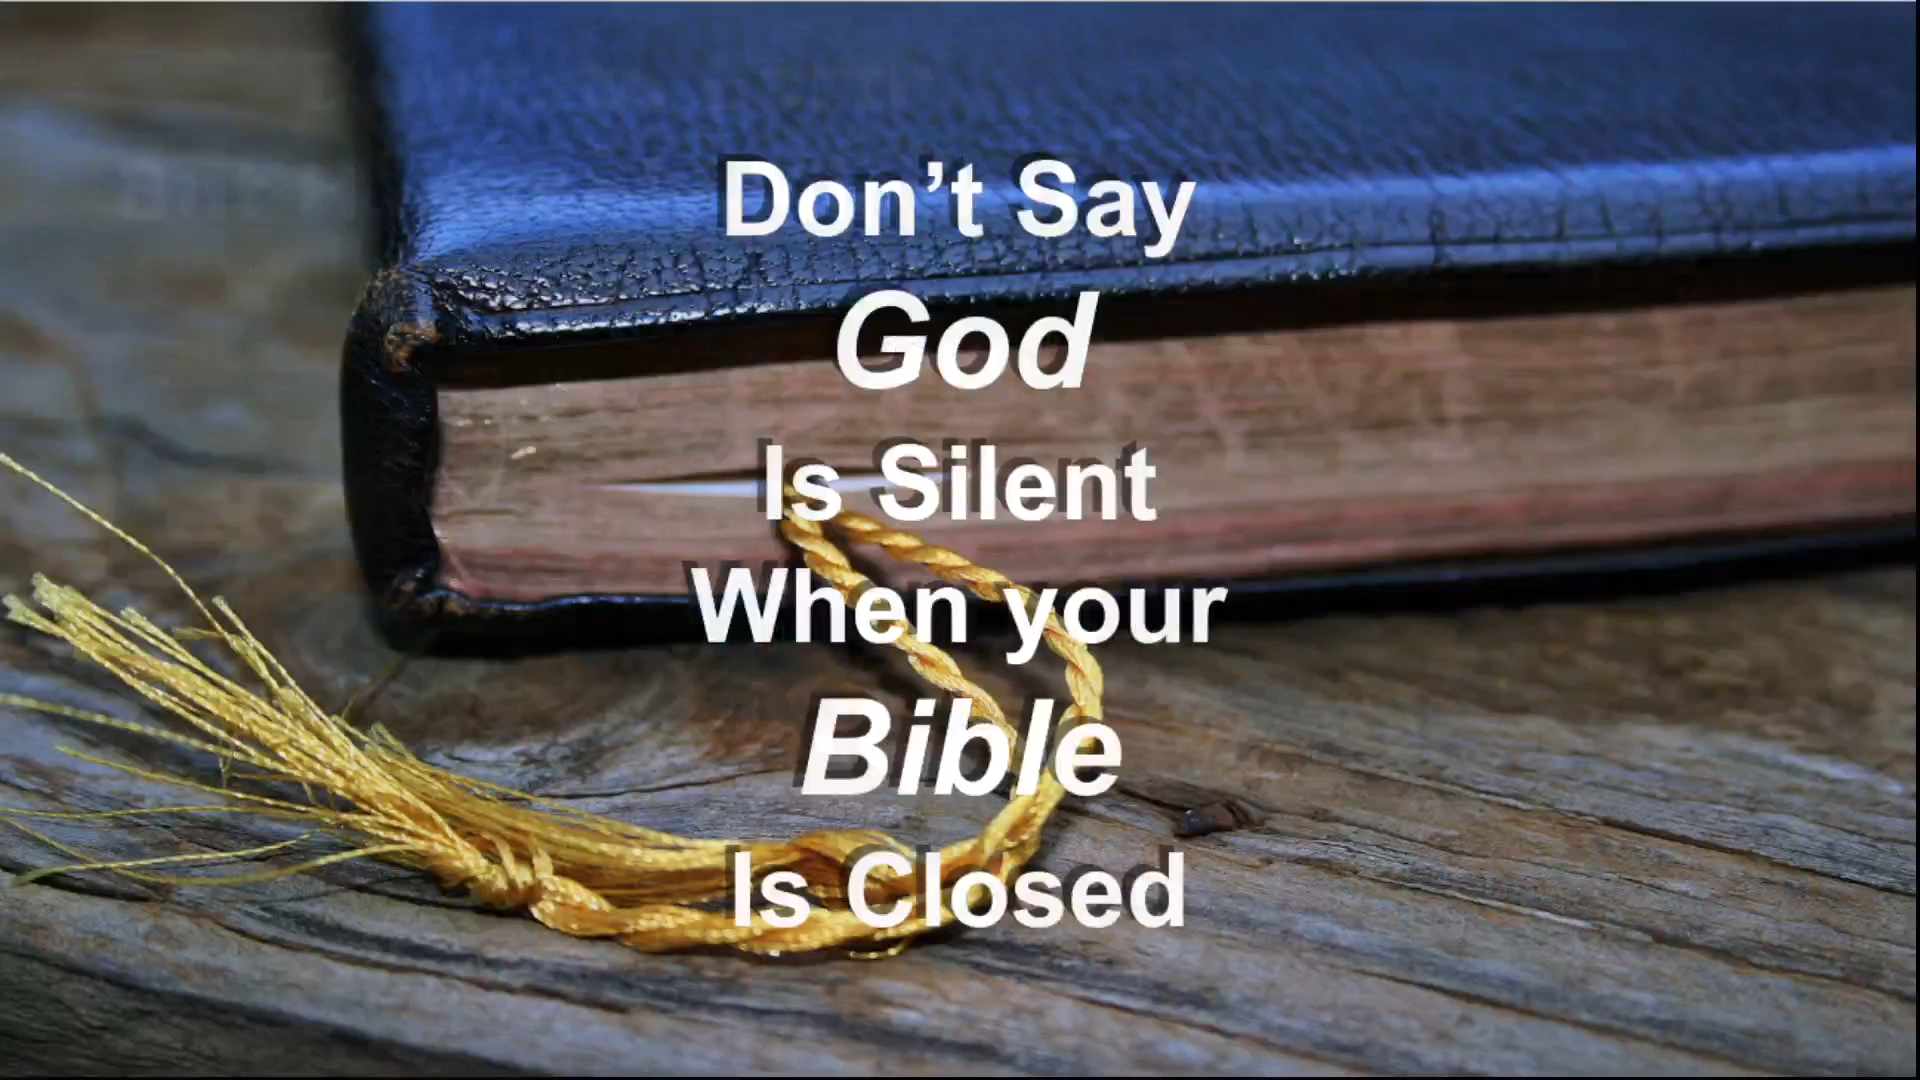 Don’t Say
God
Is Silent
When your
Bible
Is Closed